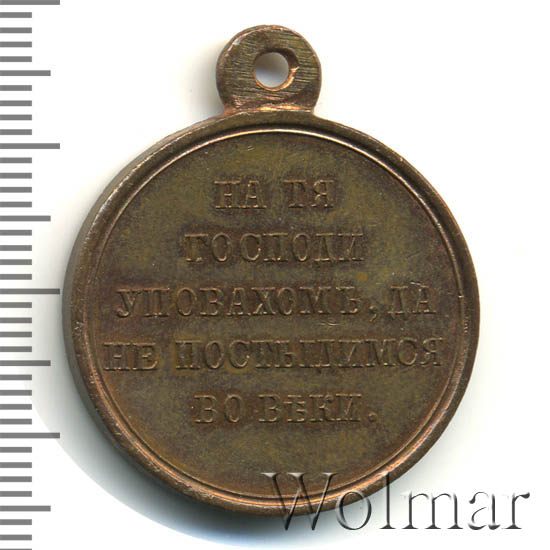 НА ТЯ
ГОСПОДИ
УПОВАХОМЪ, ДА
НЕ ПОСТЫДИМСЯ
ВО ВѢКИ.
Wolmar